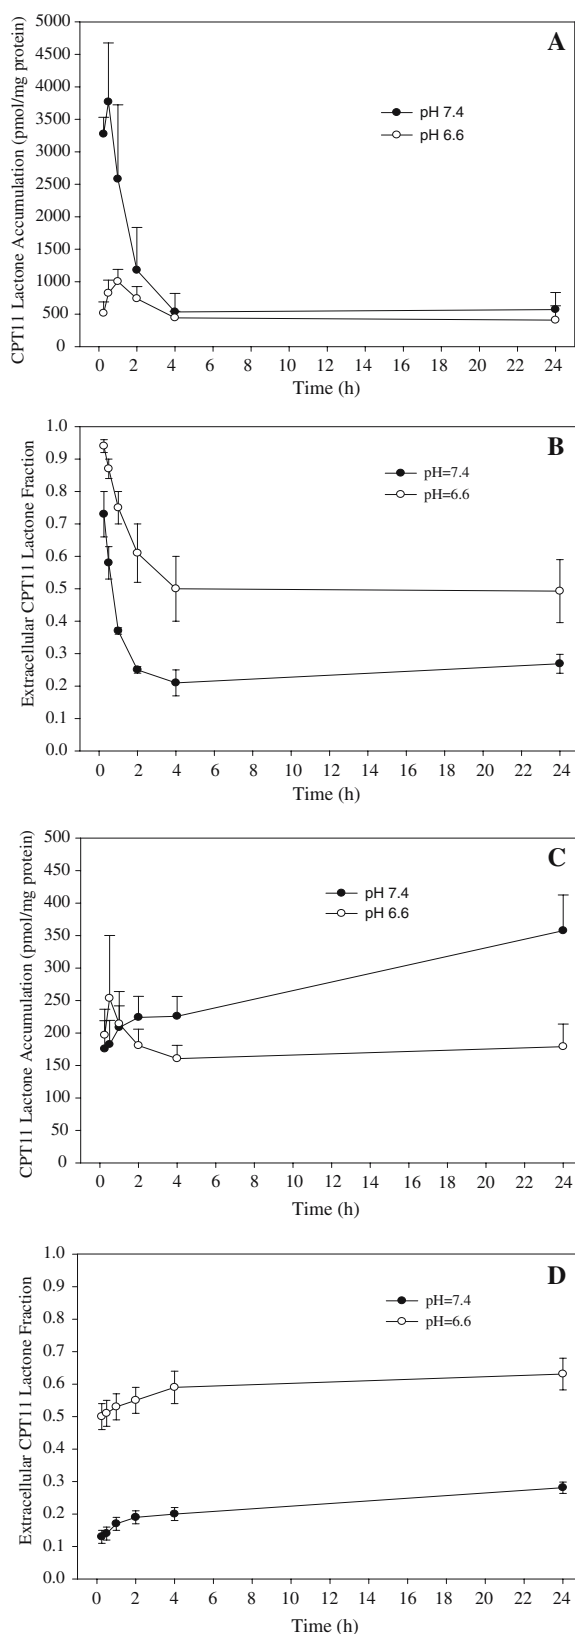 A
CPT11 Lactone Accumulation (pmol/mg protein)
5000
4500
4000
3500
3000
2500
2000
1500
1000
500
0
pH 7.4
pH 6.6
0 2 4 6 8 10 12 14 16 18 20 22 24
Time (h)
B
Extracellular CPT11 Lactone Fraction
1.0
0.9
0.8
0.7
0.6
0.5
0.4
0.3
0.2
0.1
0.0
pH=7.4
pH=6.6
0 2 4 6 8 10 12 14 16 18 20 22 24
Time (h)
C
CPT11 Lactone Accumulation (pmol/mg protein)
500
450
400
350
300
250
200
150
100
50
0
pH 7.4
pH 6.6
0 2 4 6 8 10 12 14 16 18 20 22 24
Time (h)
D
Extracellular CPT11 Lactone Fraction
1.0
0.9
0.8
0.7
0.6
0.5
0.4
0.3
0.2
0.1
0.0
pH=7.4
pH=6.6
0 2 4 6 8 10 12 14 16 18 20 22 24
Time (h)